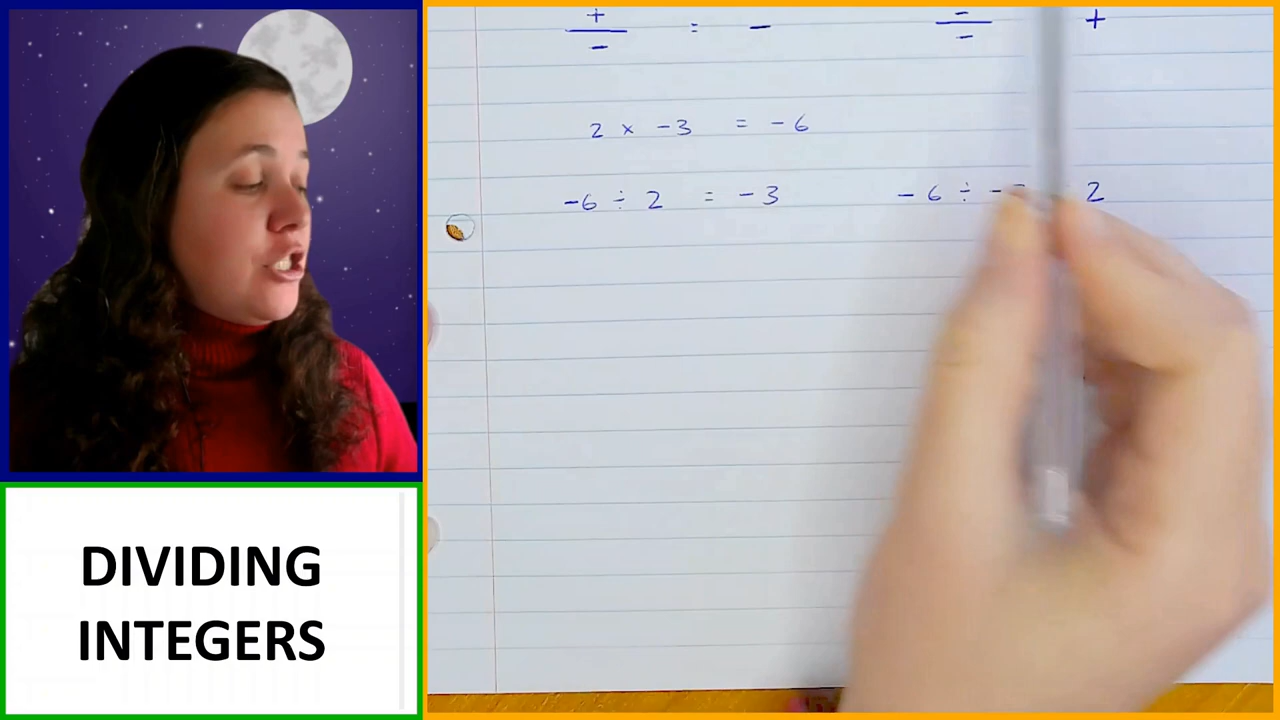 +
- = -
-
- +
2 × -3 = -6
-6 ÷ 2 = -3
-6 ÷ - 2
DIVIDING
INTEGERS